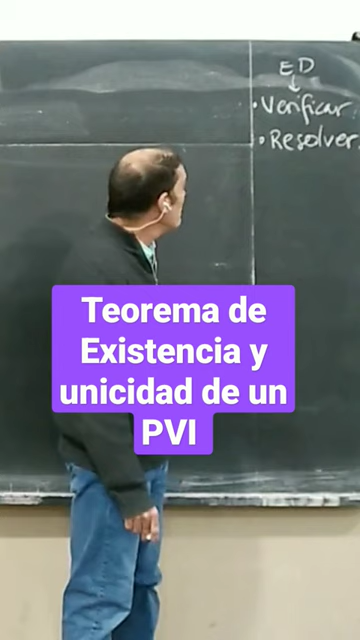 ED
• Verificar.
• Resolver.
Teorema de
Existencia y
unicidad de un
PVI